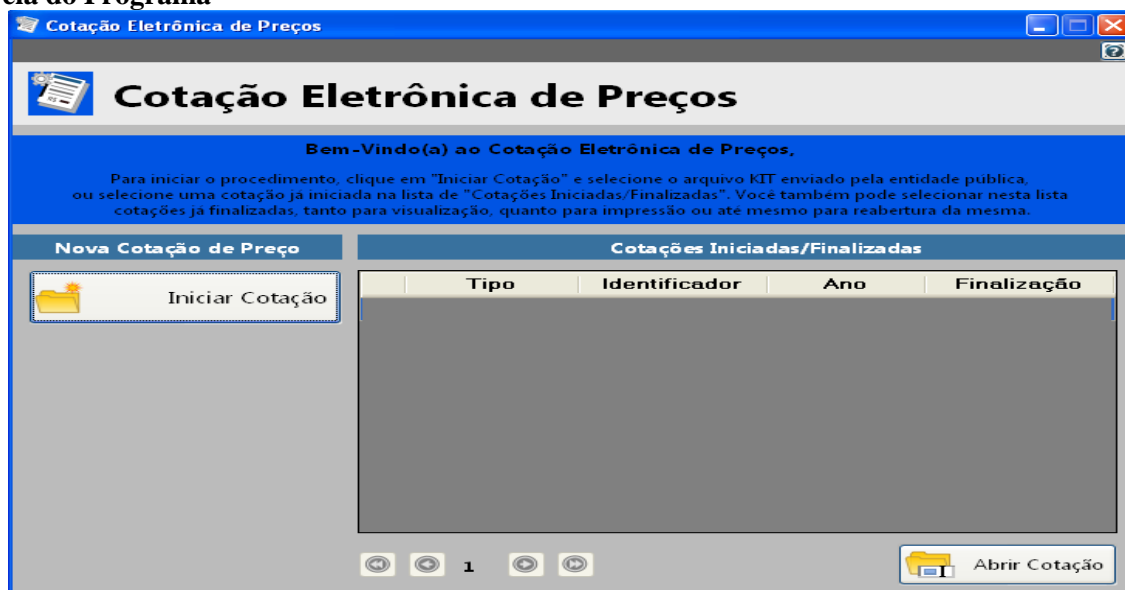 do Programa
Cotação Eletrônica de Preços
Cotação Eletrônica de Preços
Bem-Vindo(a) ao Cotação Eletrônica de Preços,
Para iniciar o procedimento, clique em "Iniciar Cotação" e selecione o arquivo KIT enviado pela entidade pública,
ou selecione uma cotação já iniciada na lista de "Cotações Iniciadas/Finalizadas". Você também pode selecionar nesta lista
cotações já finalizadas, tanto para visualização, quanto para impressão ou até mesmo para reabertura da mesma.
Nova Cotação de Preço
Cotações Iniciadas/Finalizadas
Iniciar Cotação
Tipo Identificador Ano Finalização
1
Abrir Cotação